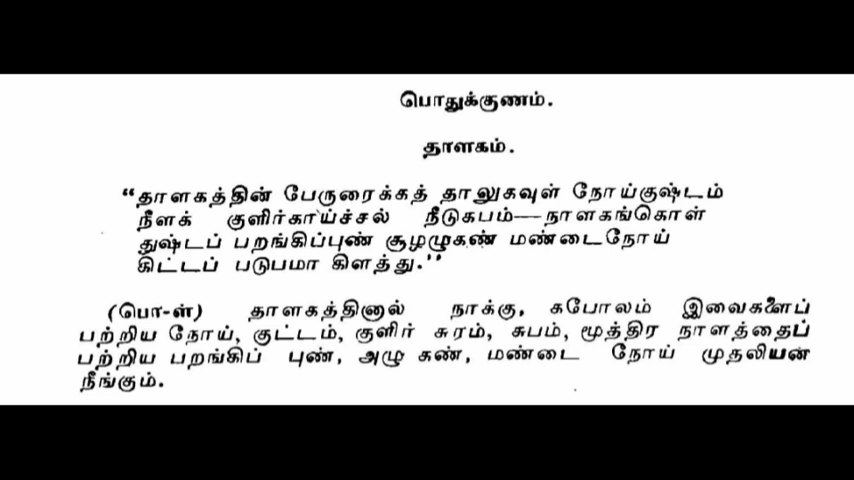 பொதுக்குணம்.
தாளகம்.
“தாளகத்தின் பேருரைக்கத் தாலுகவுள் நோய்குஷ்டம்
நீளக் குளிர்காய்ச்சல் நீடுகபம்—நாளகங்கொள்
துஷ்டப் பறங்கிப்புண் சூழழுகண் மண்டைநோய்
கிட்டப் படுபமா கிளத்து.”
(பொ-ள்) தாளகத்தினால் நாக்கு, கபோலம் இவைகளைப்
பற்றிய நோய், குட்டம், குளிர் சுரம், சுபம், மூத்திர நாளத்தைப்
பற்றிய பறங்கிப் புண், அழு கண், மண்டை நோய் முதலியன
நீங்கும்.